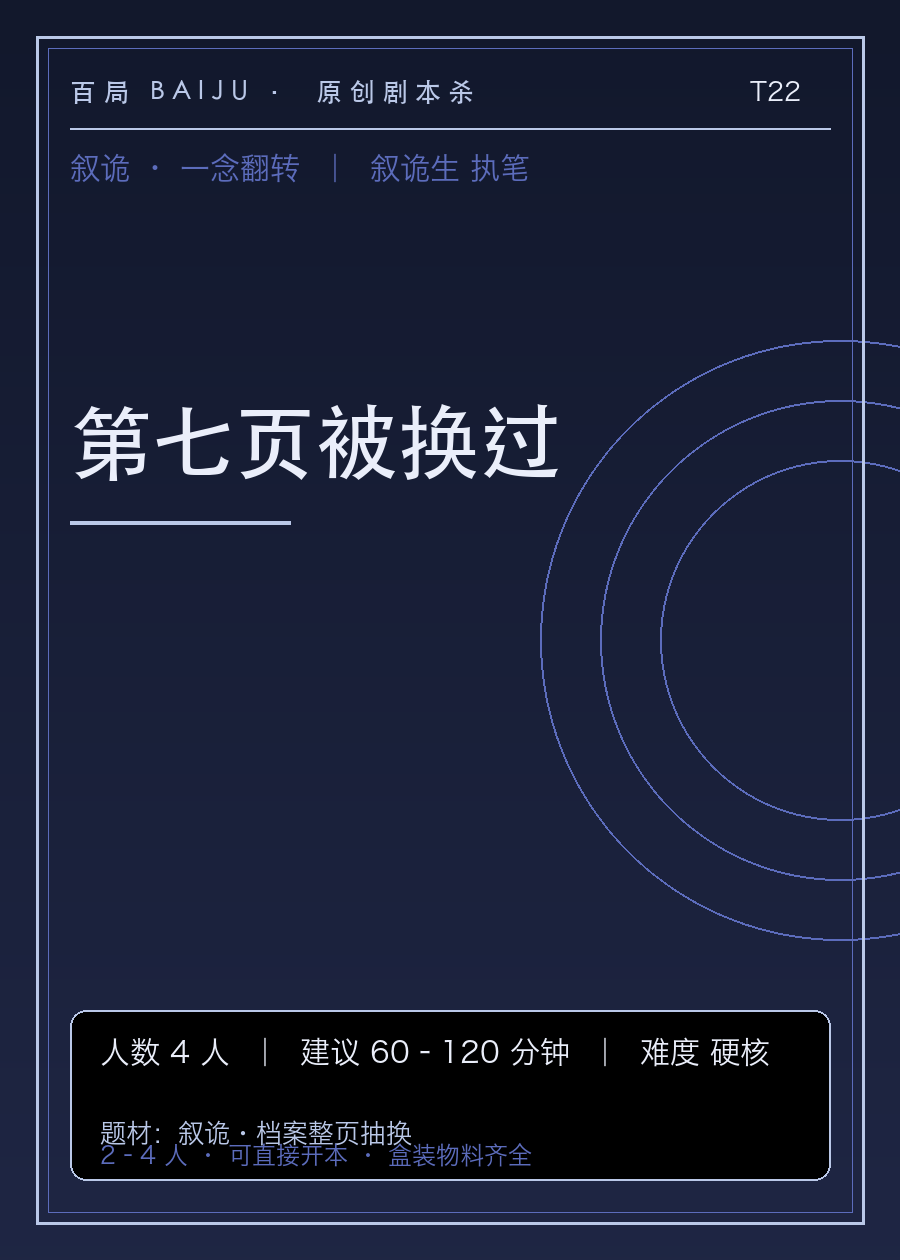 百局 BAIJU · 原创剧本杀 T22
叙诡 · 一念翻转 ｜ 叙诡生 执笔
第七页被换过
人数 4 人 ｜ 建议 60 - 120 分钟 ｜ 难度 硬核
题材: 叙诡 · 档案整页抽换
2 - 4 人 · 可直接开本 · 盒装物料齐全